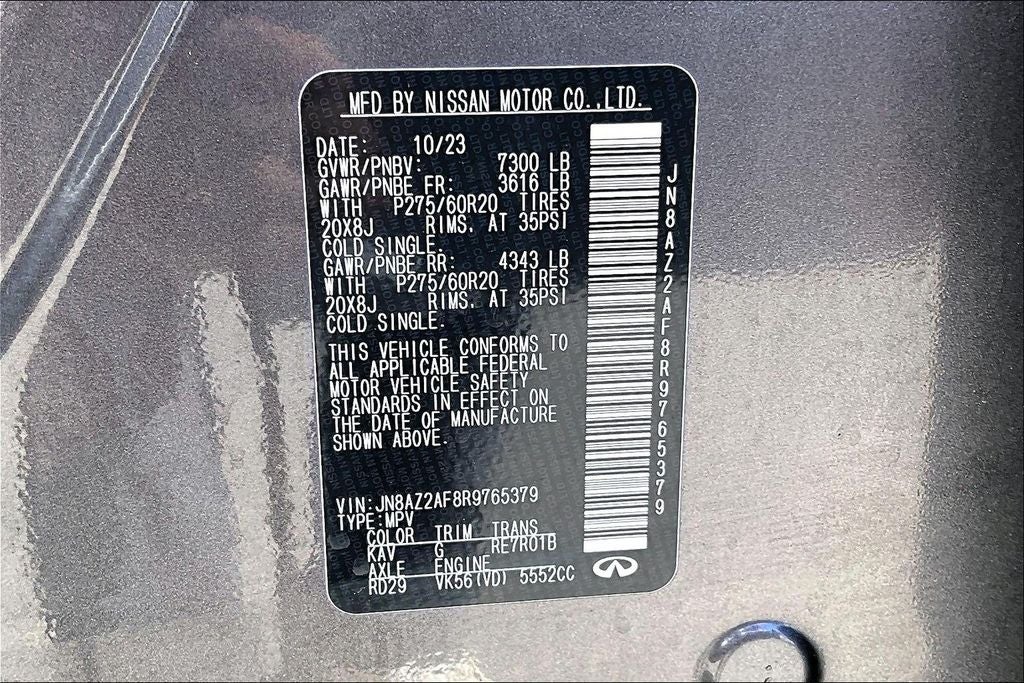 MFD BY NISSAN MOTOR CO.,LTD.
DATE: 10/23
GVWR/PNBV: 7300 LB
GAWR/PNBE FR: 3616 LB
WITH P275/60R20 TIRES
20X8J RIMS. AT 35PSI
COLD SINGLE.
GAWR/PNBE RR: 4343 LB
WITH P275/60R20 TIRES
20X8J RIMS. AT 35PSI
COLD SINGLE.
THIS VEHICLE CONFORMS TO
ALL APPLICABLE FEDERAL
MOTOR VEHICLE SAFETY
STANDARDS IN EFFECT ON
THE DATE OF MANUFACTURE
SHOWN ABOVE.
VIN:JN8AZ2AF8R9765379
TYPE:MPV
COLOR TRIM TRANS
KAV G RE7R01B
AXLE ENGINE
RD29 VK56(VD) 5552CC
JN8AZ2AF8R9765379